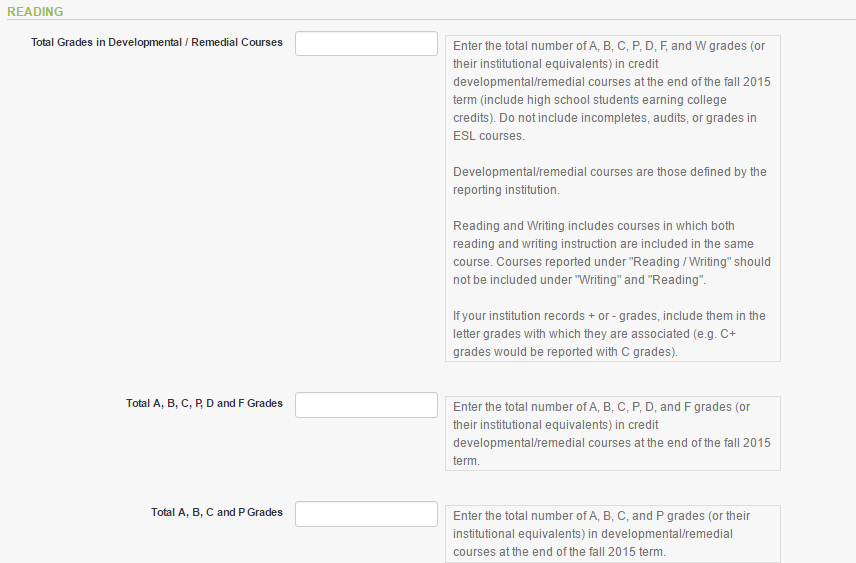 READING
Total Grades in Developmental / Remedial Courses
Enter the total number of A, B, C, P, D, F, and W grades (or
their institutional equivalents) in credit
developmental/remedial courses at the end of the fall 2015
term (include high school students earning college
credits). Do not include incompletes, audits, or grades in
ESL courses.
Developmental/remedial courses are those defined by the
reporting institution.
Reading and Writing includes courses in which both
reading and writing instruction are included in the same
course. Courses reported under "Reading / Writing" should
not be included under "Writing" and "Reading".
If your institution records + or - grades, include them in the
letter grades with which they are associated (e.g. C+
grades would be reported with C grades).
Total A, B, C, P, D and F Grades
Enter the total number of A, B, C, P, D, and F grades (or
their institutional equivalents) in credit
developmental/remedial courses at the end of the fall 2015
term.
Total A, B, C and P Grades
Enter the total number of A, B, C, and P grades (or their
institutional equivalents) in developmental/remedial
courses at the end of the fall 2015 term.